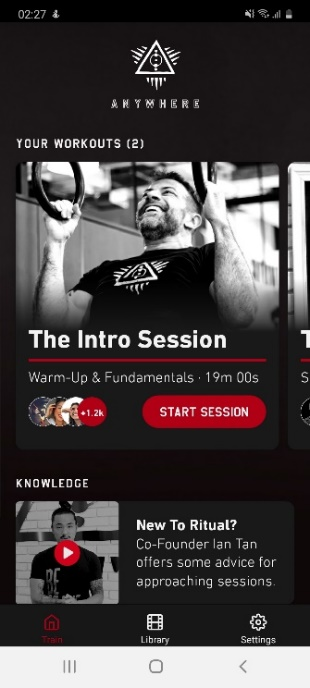 02:27
ANYWHERE
YOUR WORKOUTS (2)
The Intro Session
Warm-Up & Fundamentals · 19m 00s
+1.2k
START SESSION
T
S
KNOWLEDGE
New To Ritual?
Co-Founder Ian Tan
offers some advice for
approaching sessions.
Train
Library
Settings